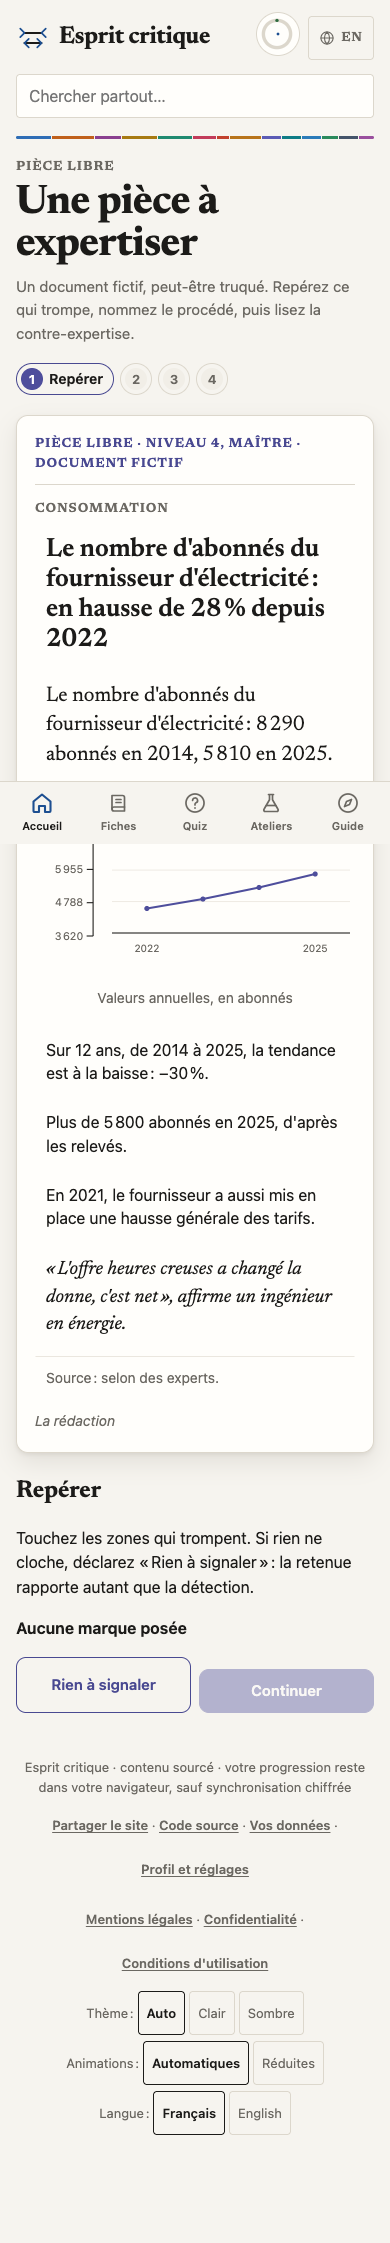 Esprit critique
EN
Chercher partout...
PIÈCE LIBRE
Une pièce à
expertiser
Un document fictif, peut-être truqué. Repérez ce
qui trompe, nommez le procédé, puis lisez la
contre-expertise.
1 Repérer 2 3 4
PIÈCE LIBRE · NIVEAU 4, MAÎTRE ·
DOCUMENT FICTIF
CONSOMMATION
Le nombre d'abonnés du
fournisseur d'électricité :
en hausse de 28 % depuis
2022
Le nombre d'abonnés du
fournisseur d'électricité : 8 290
abonnés en 2014, 5 810 en 2025.
Accueil Fiches Quiz Ateliers Guide
5 955
4 788
3 620
2022 2025
Valeurs annuelles, en abonnés
Sur 12 ans, de 2014 à 2025, la tendance
est à la baisse : −30 %.
Plus de 5 800 abonnés en 2025, d'après
les relevés.
En 2021, le fournisseur a aussi mis en
place une hausse générale des tarifs.
« L'offre heures creuses a changé la
donne, c'est net », affirme un ingénieur
en énergie.
Source : selon des experts.
La rédaction
Repérer
Touchez les zones qui trompent. Si rien ne
cloche, déclarez « Rien à signaler » : la retenue
rapporte autant que la détection.
Aucune marque posée
Rien à signaler Continuer
Esprit critique · contenu sourcé · votre progression reste
dans votre navigateur, sauf synchronisation chiffrée
Partager le site · Code source · Vos données ·
Profil et réglages
Mentions légales · Confidentialité ·
Conditions d'utilisation
Thème : Auto Clair Sombre
Animations : Automatiques Réduites
Langue : Français English